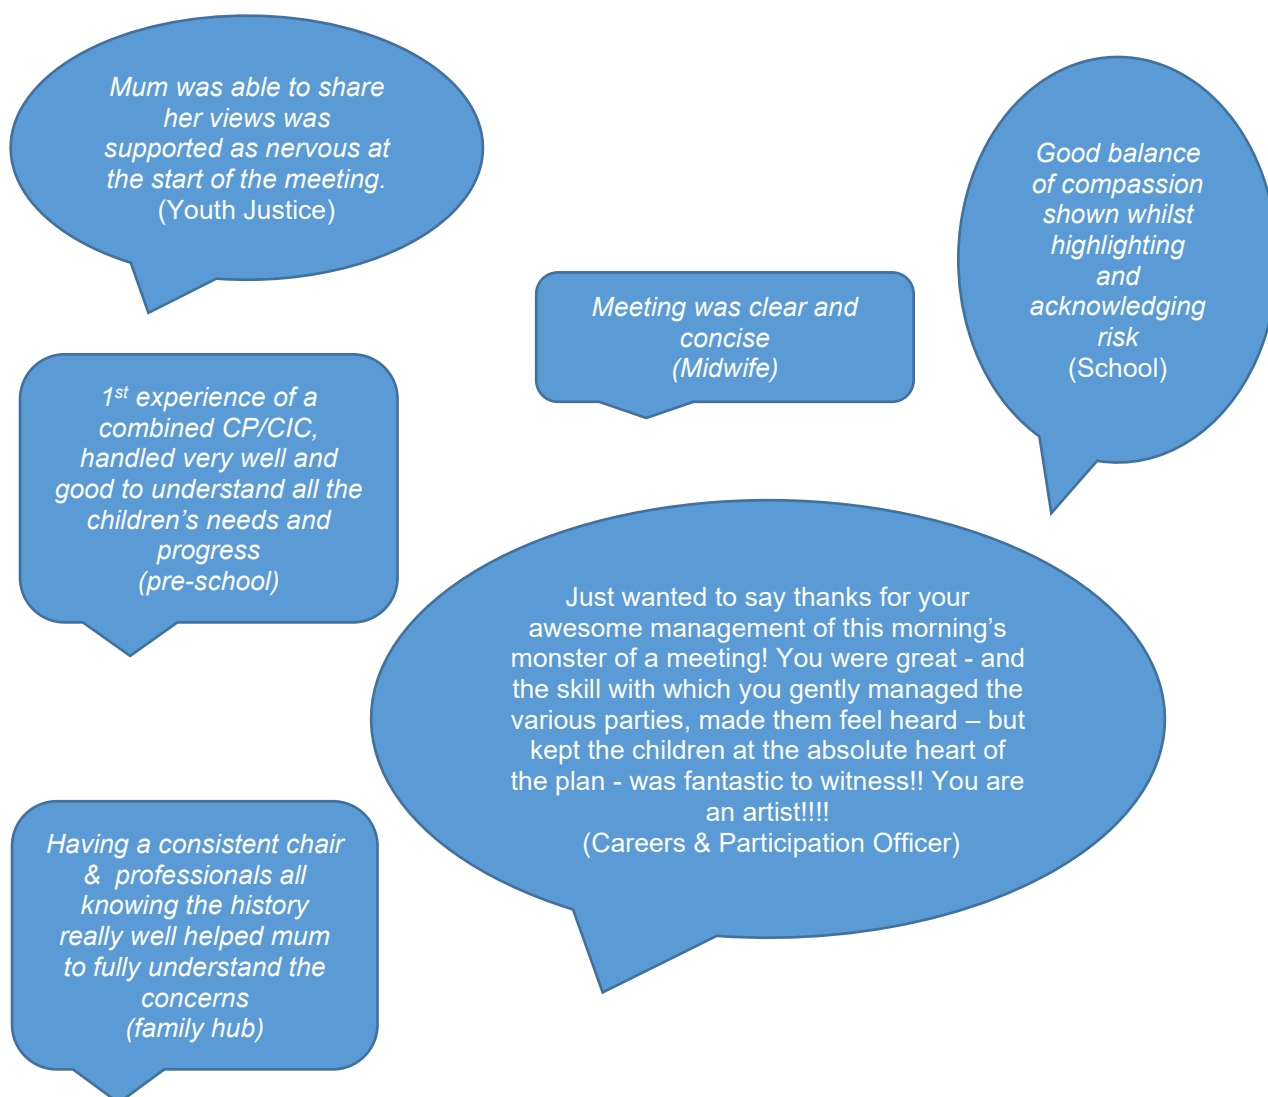 Mum was able to share
her views was
supported as nervous at
the start of the meeting.
(Youth Justice)
Good balance
of compassion
shown whilst
highlighting
and
acknowledging
risk
(School)
Meeting was clear and
concise
(Midwife)
1st experience of a
combined CP/CIC,
handled very well and
good to understand all the
children’s needs and
progress
(pre-school)
Just wanted to say thanks for your
awesome management of this morning’s
monster of a meeting! You were great - and
the skill with which you gently managed the
various parties, made them feel heard – but
kept the children at the absolute heart of
the plan - was fantastic to witness!! You are
an artist!!!!
(Careers & Participation Officer)
Having a consistent chair
& professionals all
knowing the history
really well helped mum
to fully understand the
concerns
(family hub)